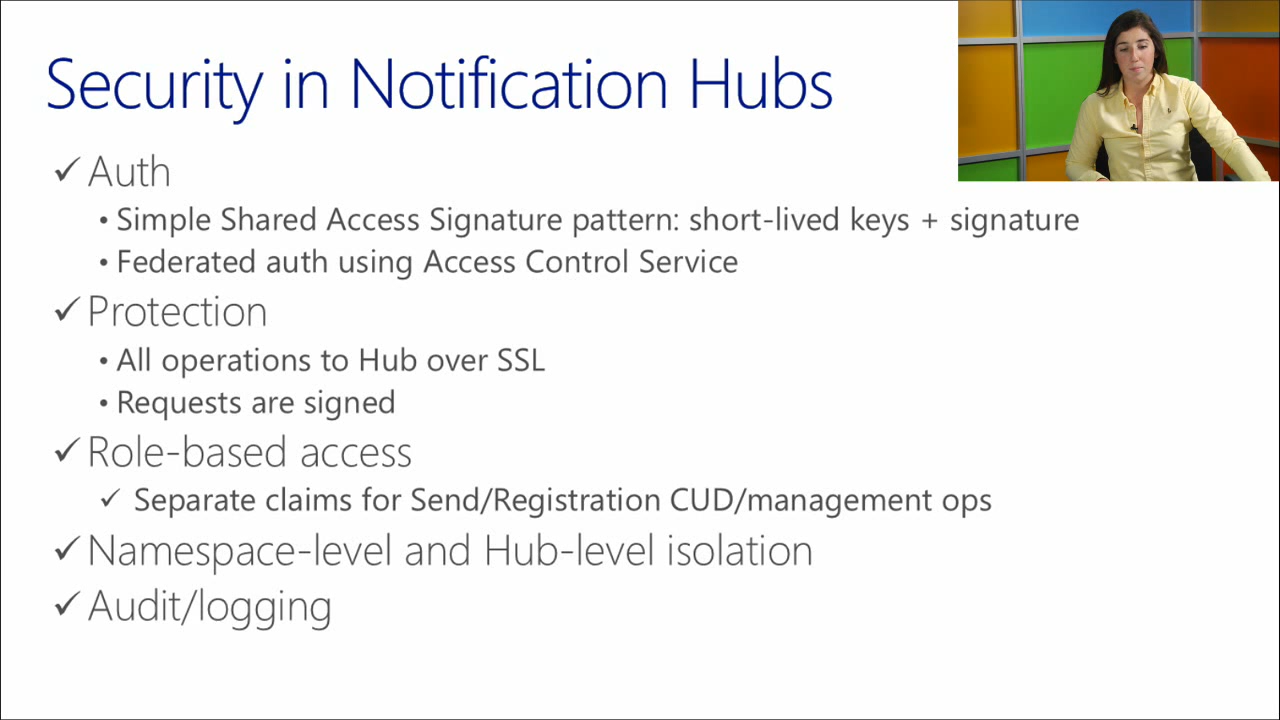 Security in Notification Hubs
✓ Auth
• Simple Shared Access Signature pattern: short-lived keys + signature
• Federated auth using Access Control Service
✓ Protection
• All operations to Hub over SSL
• Requests are signed
✓ Role-based access
✓ Separate claims for Send/Registration CUD/management ops
✓ Namespace-level and Hub-level isolation
✓ Audit/logging